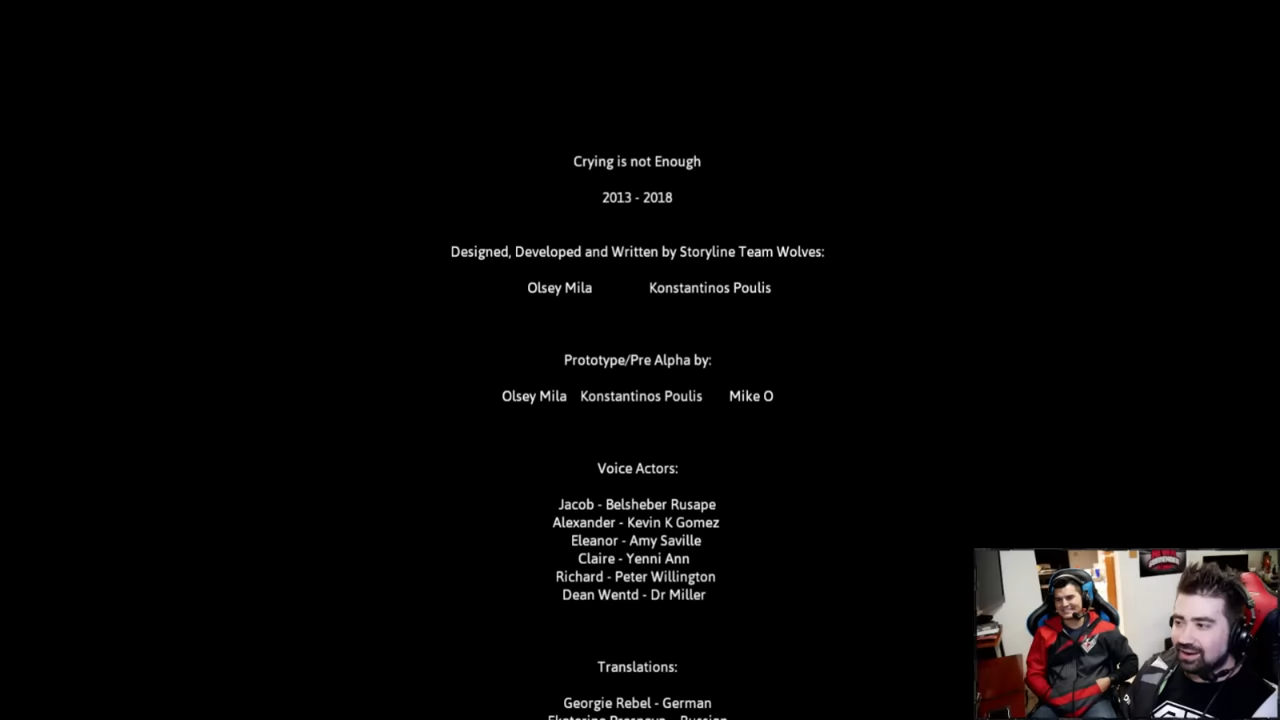 Crying is not Enough
2013 - 2018
Designed, Developed and Written by Storyline Team Wolves:
Olsey Mila Konstantinos Poulis
Prototype/Pre Alpha by:
Olsey Mila Konstantinos Poulis Mike O
Voice Actors:
Jacob - Belsheber Rusape
Alexander - Kevin K Gomez
Eleanor - Amy Saville
Claire - Yenni Ann
Richard - Peter Willington
Dean Wentd - Dr Miller
Translations:
Georgie Rebel - German